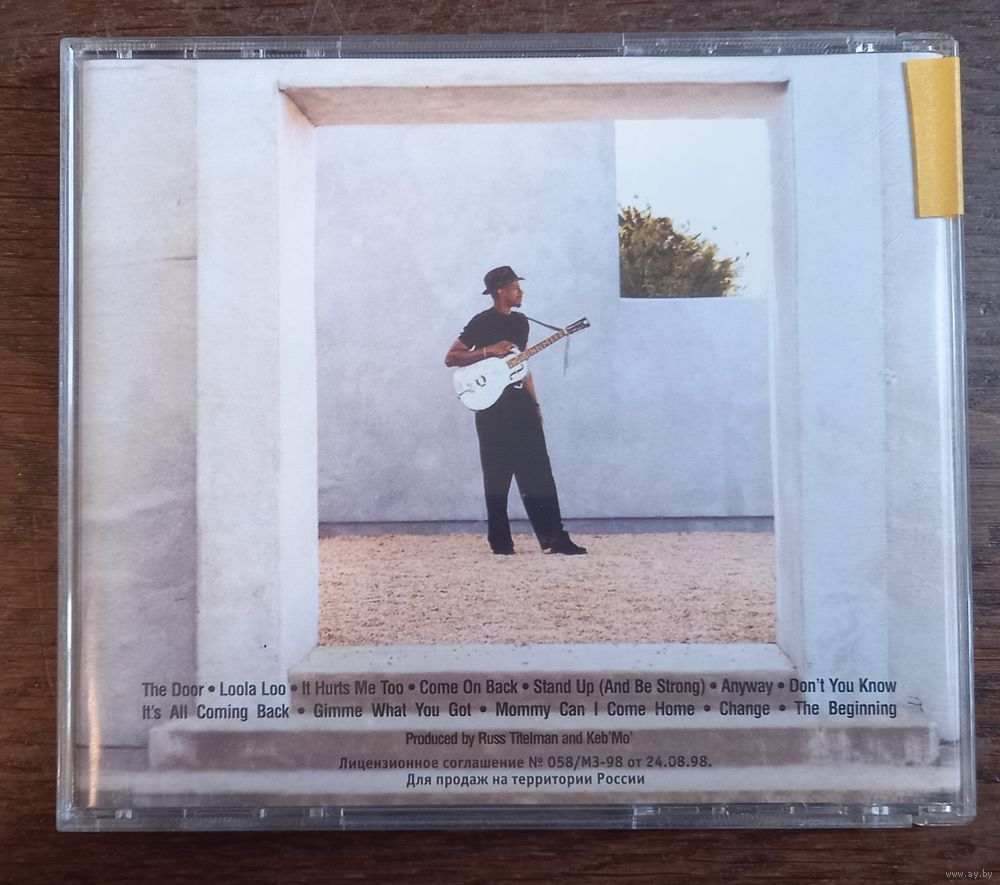 The Door • Loola Loo • It Hurts Me Too • Come On Back • Stand Up (And Be Strong) • Anyway • Don't You Know
It's All Coming Back • Gimme What You Got • Mommy Can I Come Home • Change • The Beginning
Produced by Russ Titelman and Keb'Mo'
Лицензионное соглашение № 058/МЗ-98 от 24.08.98.
Для продаж на территории России
www.ay.by